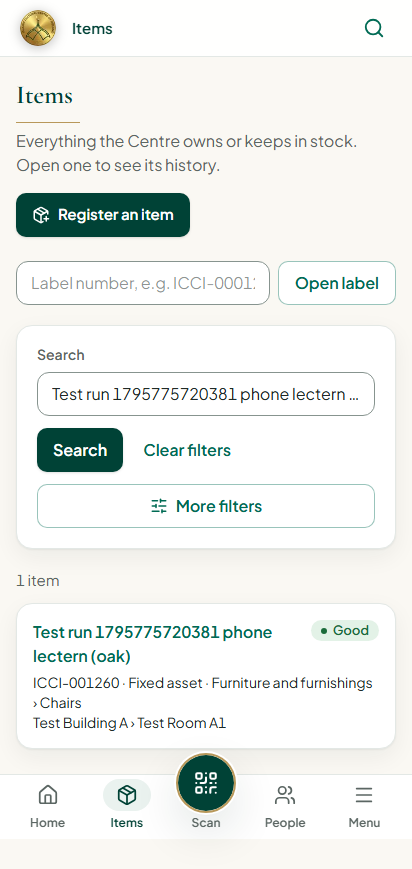 Items
Items
Everything the Centre owns or keeps in stock.
Open one to see its history.
Register an item
Label number, e.g. ICCI-00012
Open label
Search
Test run 1795775720381 phone lectern ...
Search
Clear filters
More filters
1 item
Test run 1795775720381 phone
lectern (oak)
Good
ICCI-001260 · Fixed asset · Furniture and furnishings
› Chairs
Test Building A › Test Room A1
Home
Items
Scan
People
Menu